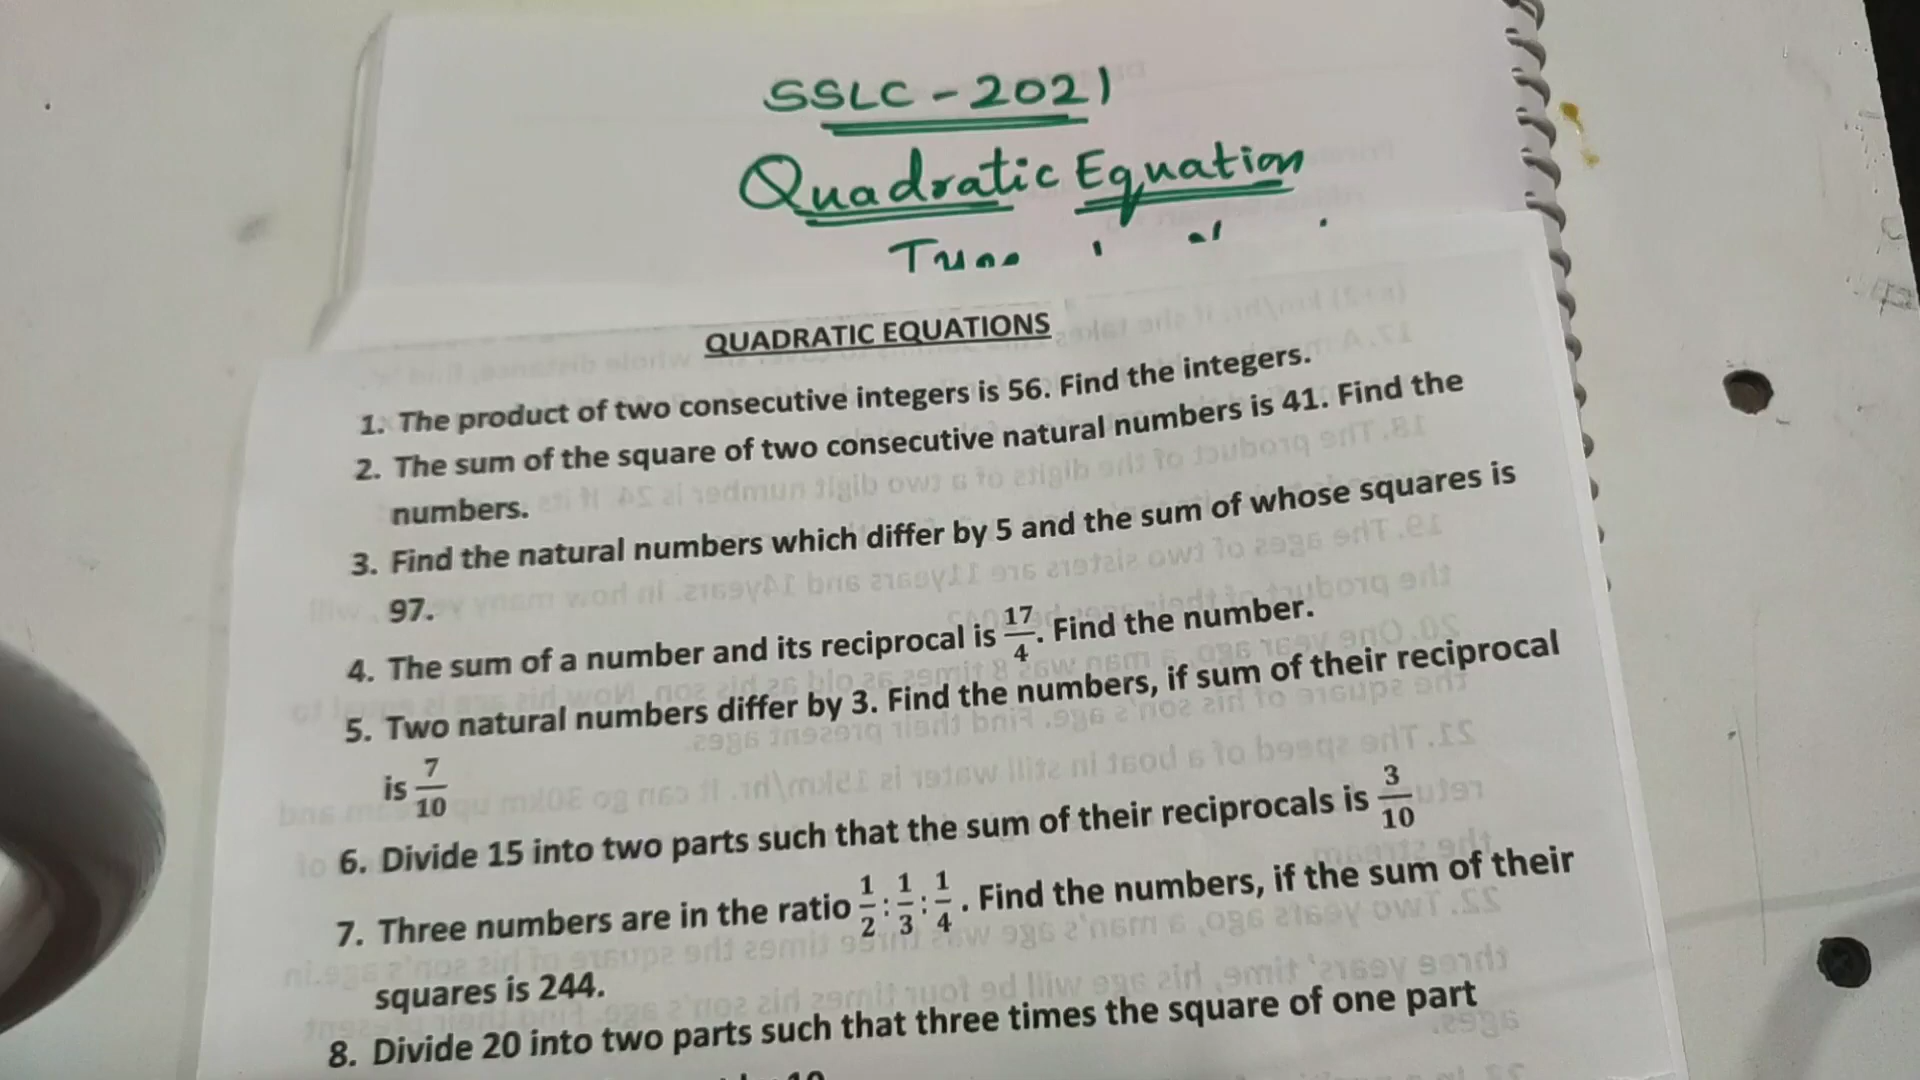 SSLC - 2021
Quadratic Equation
QUADRATIC EQUATIONS
1. The product of two consecutive integers is 56. Find the integers.
2. The sum of the square of two consecutive natural numbers is 41. Find the
numbers.
3. Find the natural numbers which differ by 5 and the sum of whose squares is
97.
4. The sum of a number and its reciprocal is 17/4. Find the number.
5. Two natural numbers differ by 3. Find the numbers, if sum of their reciprocal
is 7/10
6. Divide 15 into two parts such that the sum of their reciprocals is 3/10
7. Three numbers are in the ratio 1/2 : 1/3 : 1/4. Find the numbers, if the sum of their
squares is 244.
8. Divide 20 into two parts such that three times the square of one part